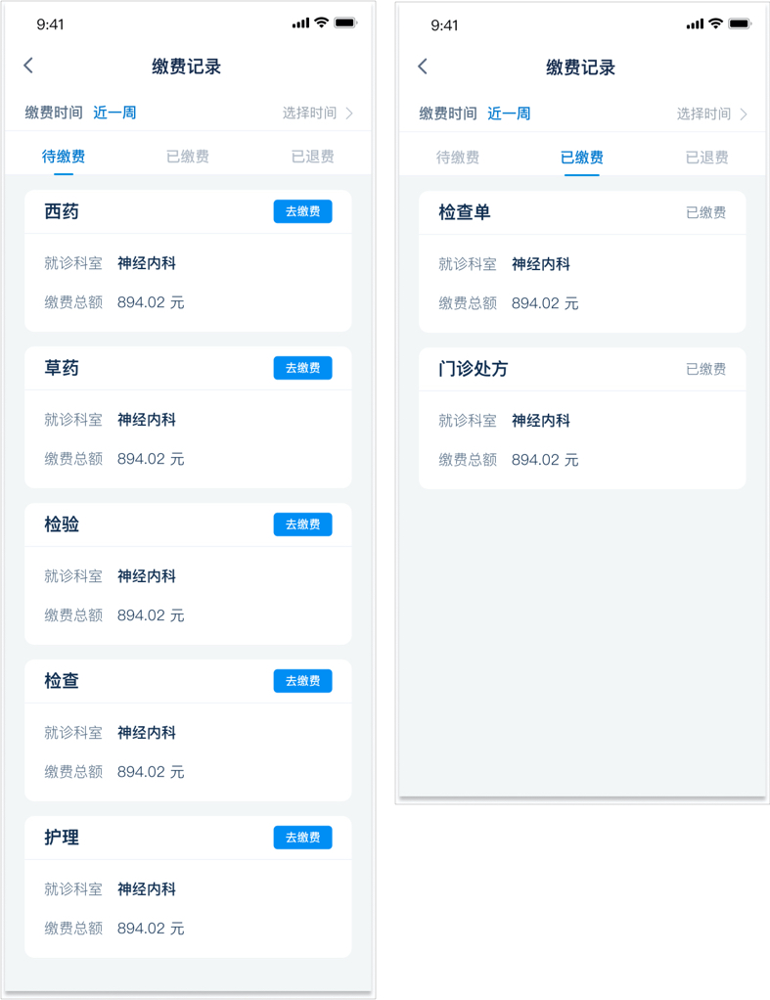 9:41
缴费记录
缴费时间 近一周 选择时间
待缴费 已缴费 已退费
西药 去缴费
就诊科室 神经内科
缴费总额 894.02 元
草药 去缴费
就诊科室 神经内科
缴费总额 894.02 元
检验 去缴费
就诊科室 神经内科
缴费总额 894.02 元
检查 去缴费
就诊科室 神经内科
缴费总额 894.02 元
护理 去缴费
就诊科室 神经内科
缴费总额 894.02 元
9:41
缴费记录
缴费时间 近一周 选择时间
待缴费 已缴费 已退费
检查单 已缴费
就诊科室 神经内科
缴费总额 894.02 元
门诊处方 已缴费
就诊科室 神经内科
缴费总额 894.02 元